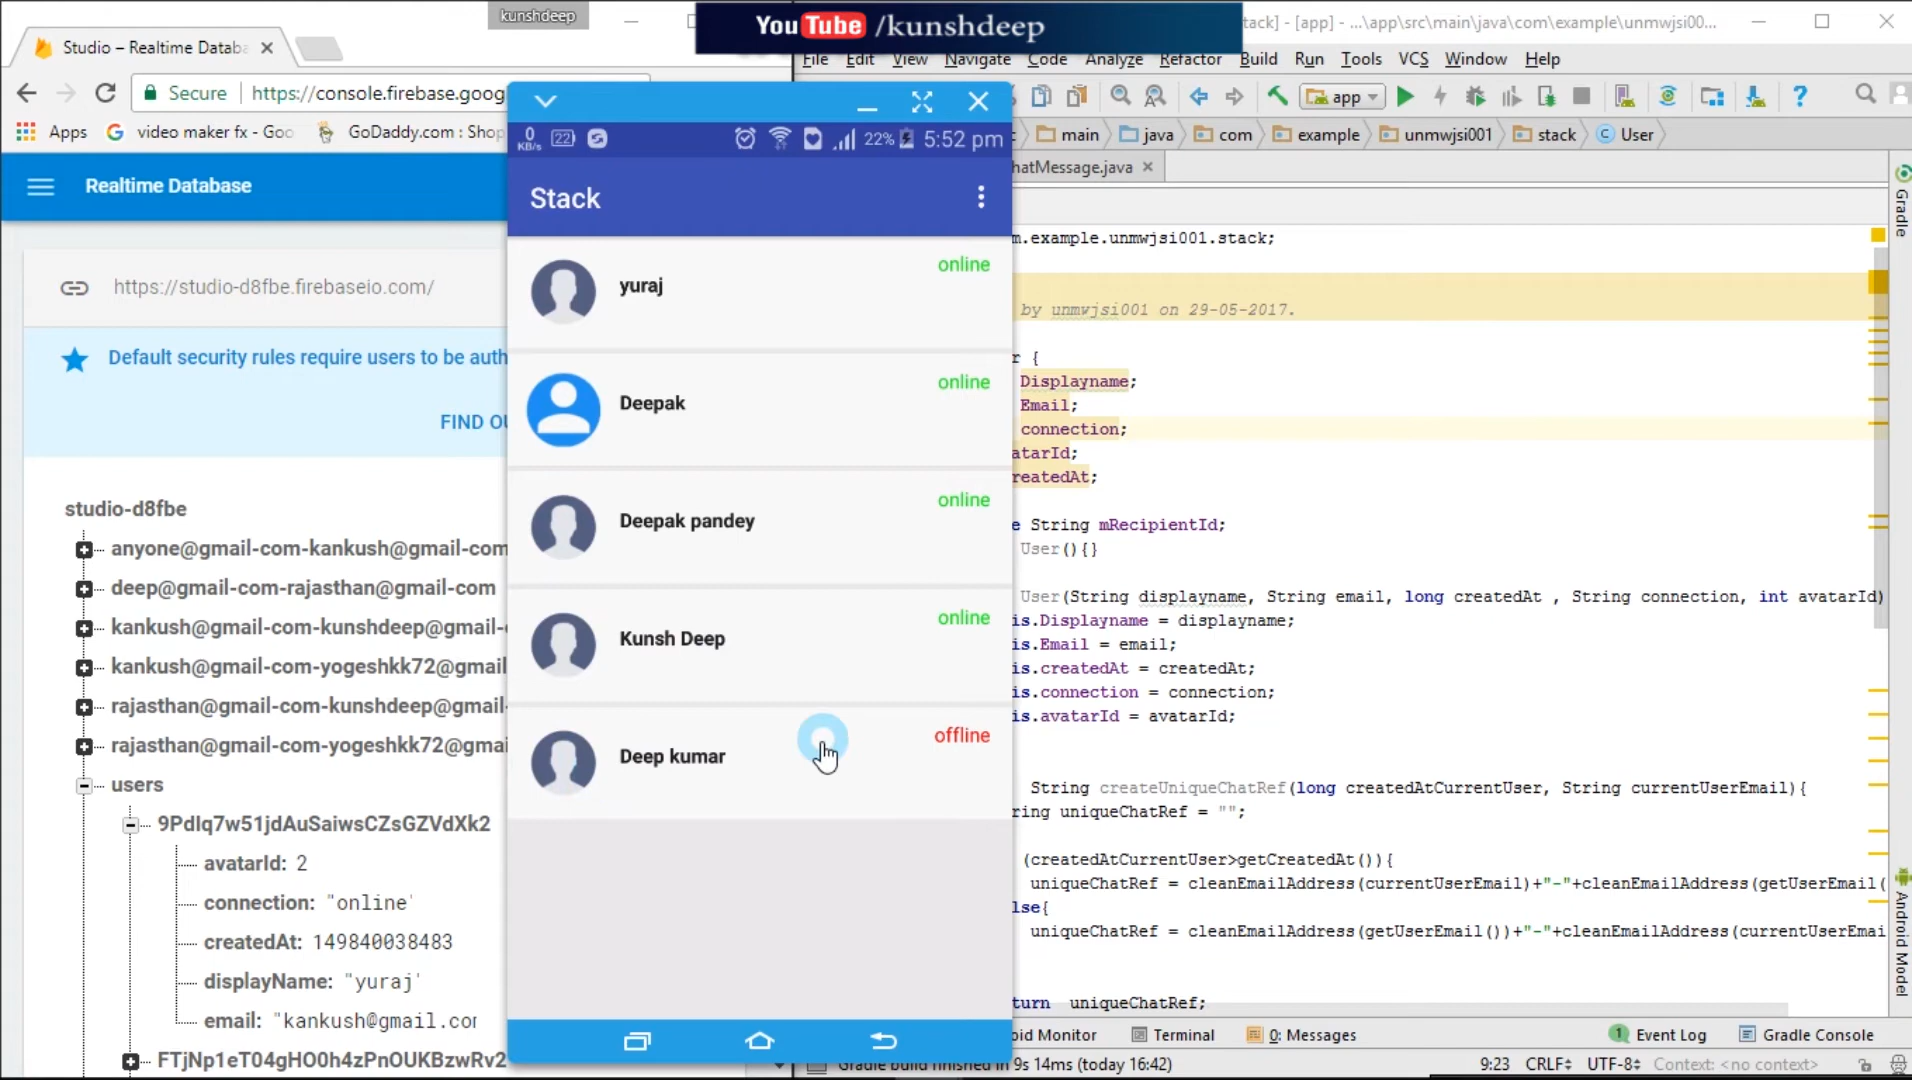 kunshdeep
YouTube /kunshdeep
Studio – Realtime Databa
Secure
https://console.firebase.goog
Apps
video maker fx - Goo
GoDaddy.com : Shop
Realtime Database
https://studio-d8fbe.firebaseio.com/
Default security rules require users to be auth
FIND OU
studio-d8fbe
anyone@gmail-com-kankush@gmail-com
deep@gmail-com-rajasthan@gmail-com
kankush@gmail-com-kunshdeep@gmail-
kankush@gmail-com-yogeshkk72@gmai
rajasthan@gmail-com-kunshdeep@gmail-
rajasthan@gmail-com-yogeshkk72@gmai
users
9PdIq7w51jdAuSaiwsCZsGZVdXk2
avatarId: 2
connection: "online"
createdAt: 149840038483
displayName: "yuraj"
email: "kankush@gmail.com
FTjNp1eT04gHO0h4zPnOUKBzwRv2
0 KB/s
22
22%
5:52 pm
Stack
yuraj
online
Deepak
online
Deepak pandey
online
Kunsh Deep
online
Deep kumar
offline
tack] - [app] - ...\app\src\main\java\com\example\unmwjsi00...
File Edit View Navigate Code Analyze Refactor Build Run Tools VCS Window Help
app
main
java
com
example
unmwjsi001
stack
User
hatMessage.java
m.example.unmwjsi001.stack;
by unmwjsi001 on 29-05-2017.
r {
Displayname;
Email;
connection;
atarId;
reatedAt;
e String mRecipientId;
User(){}
User(String displayname, String email, long createdAt , String connection, int avatarId)
is.Displayname = displayname;
is.Email = email;
is.createdAt = createdAt;
is.connection = connection;
is.avatarId = avatarId;
String createUniqueChatRef(long createdAtCurrentUser, String currentUserEmail){
ring uniqueChatRef = "";
(createdAtCurrentUser>getCreatedAt()){
uniqueChatRef = cleanEmailAddress(currentUserEmail)+"-"+cleanEmailAddress(getUserEmail(
lse{
uniqueChatRef = cleanEmailAddress(getUserEmail())+"-"+cleanEmailAddress(currentUserEmai
turn uniqueChatRef;
Gradle
Android Model
oid Monitor
Terminal
0: Messages
1 Event Log
Gradle Console
Gradle build finished in 9s 14ms (today 16:42)
9:23
CRLF
UTF-8
Context: <no context>